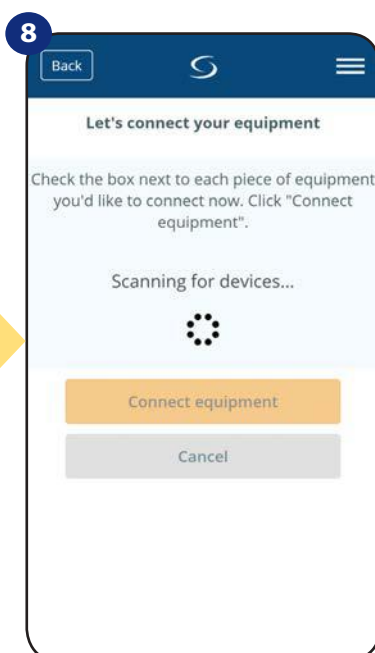 8
Back
Let's connect your equipment
Check the box next to each piece of equipment
you'd like to connect now. Click "Connect
equipment".
Scanning for devices...
Connect equipment
Cancel